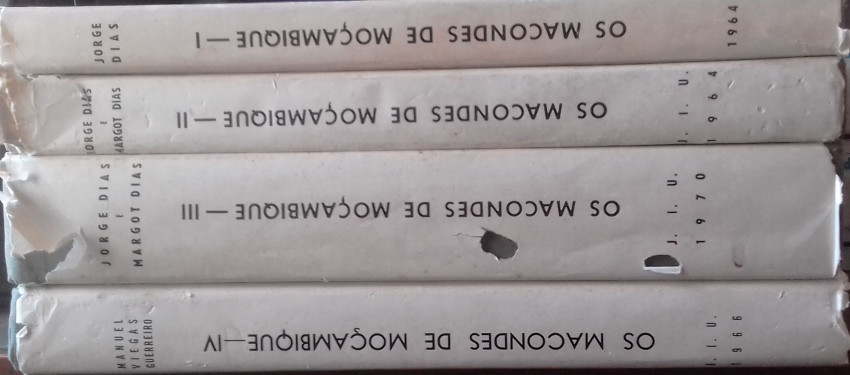 JORGE
DIAS
OS MACONDES DE MOÇAMBIQUE — I
1964
JORGE DIAS
E
MARGOT DIAS
OS MACONDES DE MOÇAMBIQUE — II
J. I. U.
1964
JORGE DIAS
E
MARGOT DIAS
OS MACONDES DE MOÇAMBIQUE — III
J. I. U.
1970
MANUEL
VIEGAS
GUERREIRO
OS MACONDES DE MOÇAMBIQUE—IV
J. I. U.
1966